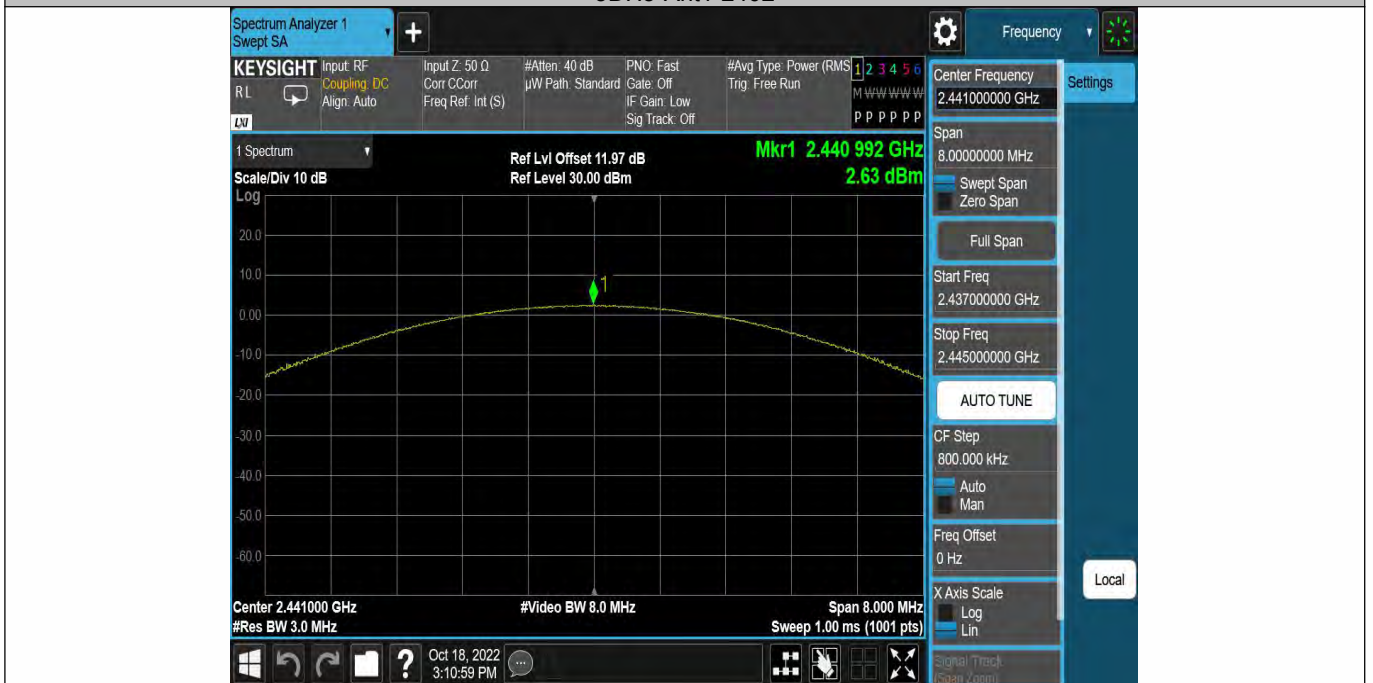 Spectrum Analyzer 1
Swept SA
+
Frequency
KEYSIGHT
RL
LXI
Input: RF
Coupling: DC
Align: Auto
Input Z: 50 Ω
Corr CCorr
Freq Ref: Int (S)
#Atten: 40 dB
µW Path: Standard
PNO: Fast
Gate: Off
IF Gain: Low
Sig Track: Off
#Avg Type: Power (RMS
Trig: Free Run
1 2 3 4 5 6
M W W W W W
P P P P P P
Center Frequency
2.441000000 GHz
Settings
1 Spectrum
Scale/Div 10 dB
Log
Ref Lvl Offset 11.97 dB
Ref Level 30.00 dBm
Mkr1 2.440 992 GHz
2.63 dBm
Span
8.00000000 MHz
Swept Span
Zero Span
Full Span
Start Freq
2.437000000 GHz
Stop Freq
2.445000000 GHz
AUTO TUNE
CF Step
800.000 kHz
Auto
Man
Freq Offset
0 Hz
X Axis Scale
Log
Lin
Signal Track
(Span Zoom)
Local
20.0
10.0
1
0.00
-10.0
-20.0
-30.0
-40.0
-50.0
-60.0
Center 2.441000 GHz
#Res BW 3.0 MHz
#Video BW 8.0 MHz
Span 8.000 MHz
Sweep 1.00 ms (1001 pts)
?
Oct 18, 2022
3:10:59 PM